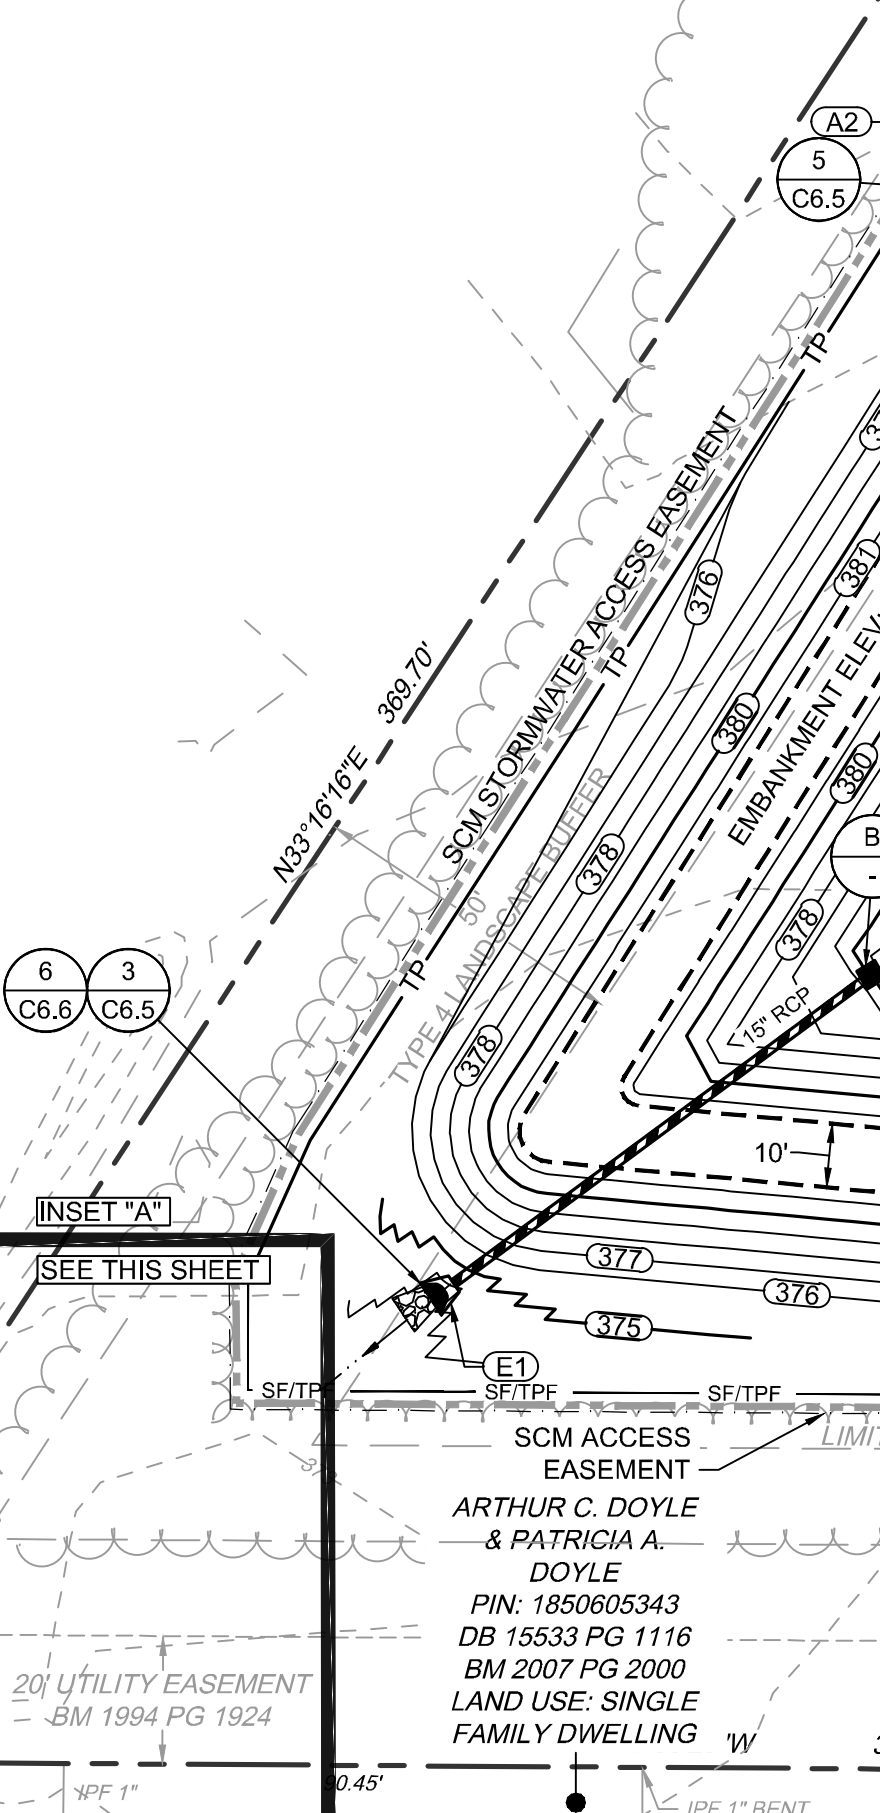 A2
5
C6.5
TP
381
376
SCM STORMWATER ACCESS EASEMENT
TP
369.70'
380
EMBANKMENT ELEV.
380
N33°16'16"E
B
-
378
50'
TYPE 4 LANDSCAPE BUFFER
378
TP
6
C6.6
3
C6.5
15" RCP
378
10'
INSET "A"
SEE THIS SHEET
377
376
375
E1
SF/TPF
SF/TPF
SF/TPF
SCM ACCESS
EASEMENT
ARTHUR C. DOYLE
& PATRICIA A.
DOYLE
PIN: 1850605343
DB 15533 PG 1116
BM 2007 PG 2000
LAND USE: SINGLE
FAMILY DWELLING
20' UTILITY EASEMENT
BM 1994 PG 1924
'W
90.45'
IPF 1"
IPF 1" BENT